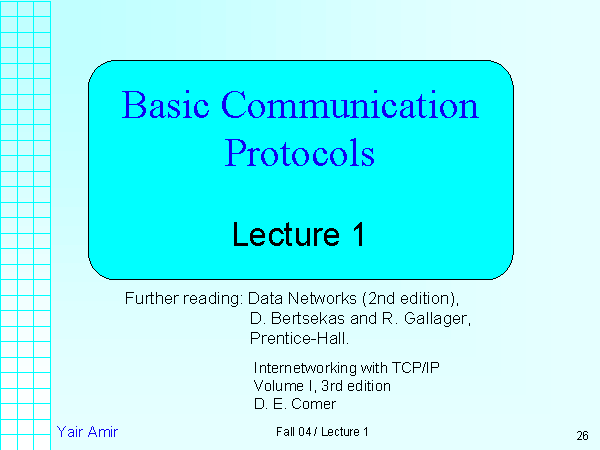 Basic Communication
Protocols
Lecture 1
Further reading: Data Networks (2nd edition),
D. Bertsekas and R. Gallager,
Prentice-Hall.
Internetworking with TCP/IP
Volume I, 3rd edition
D. E. Comer
Yair Amir
Fall 04 / Lecture 1
26